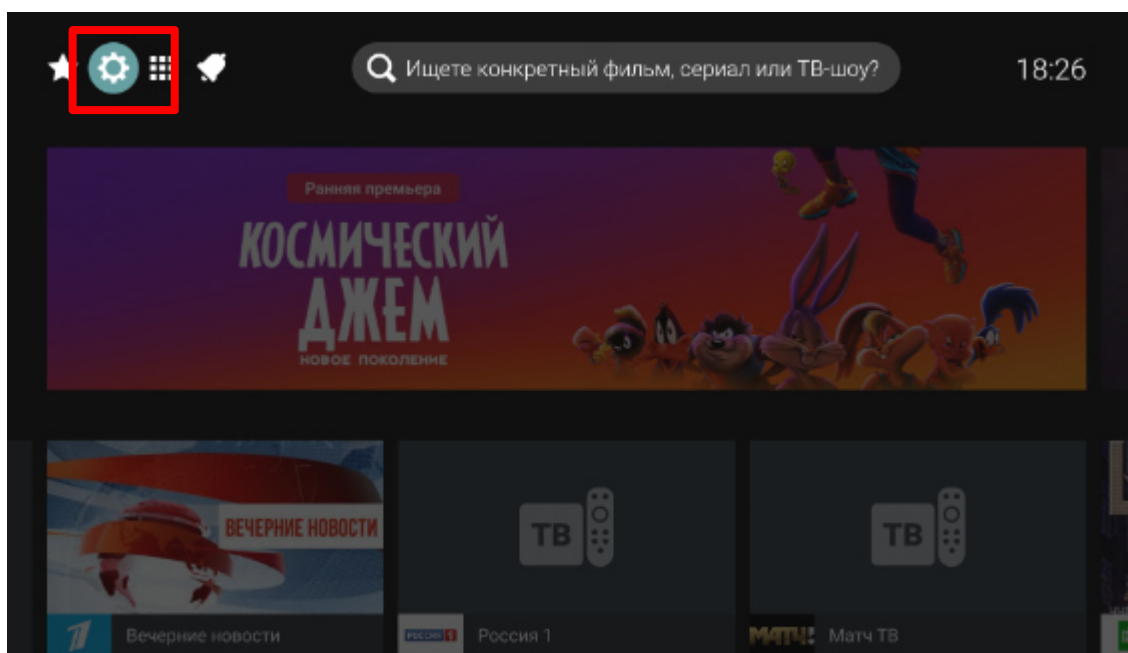 Ищете конкретный фильм, сериал или ТВ-шоу?
18:26
Ранняя премьера
КОСМИЧЕСКИЙ
ДЖЕМ
НОВОЕ ПОКОЛЕНИЕ
ВЕЧЕРНИЕ НОВОСТИ
ТВ
ТВ
1
Вечерние новости
РОССИЯ 1
Россия 1
МАТЧ!
Матч ТВ